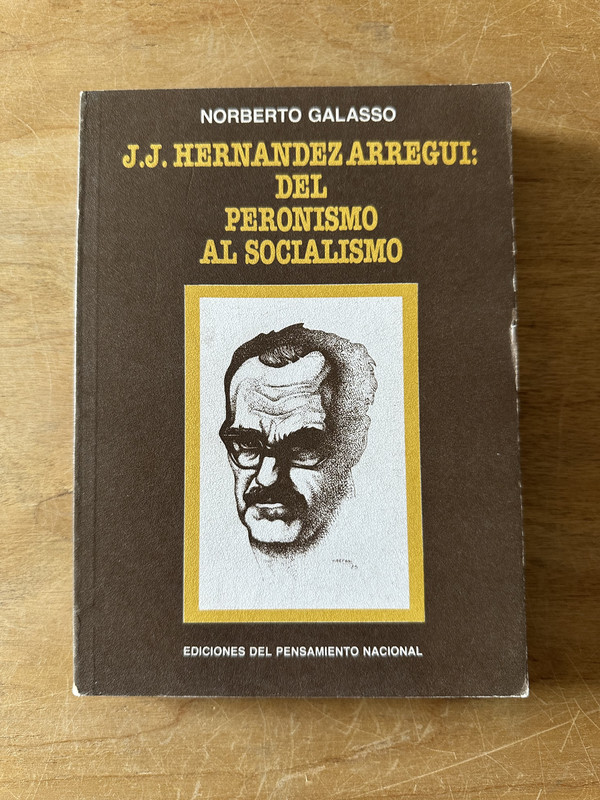 NORBERTO GALASSO
J.J. HERNANDEZ ARREGUI:
DEL
PERONISMO
AL SOCIALISMO
EDICIONES DEL PENSAMIENTO NACIONAL